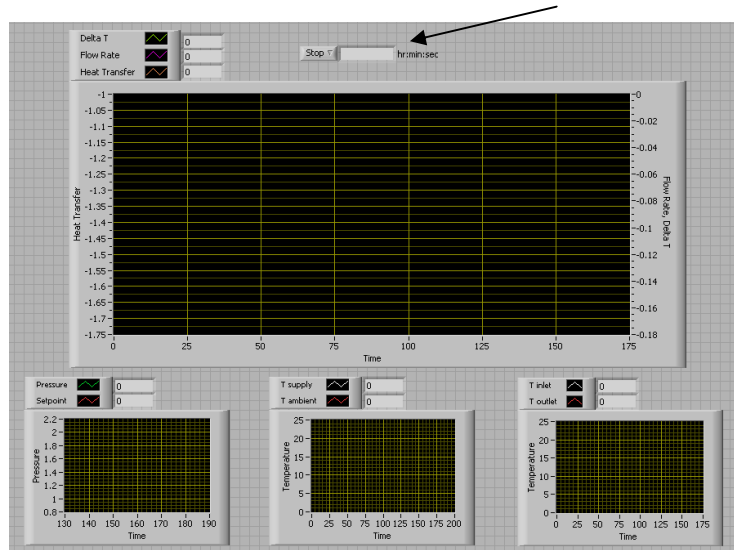 Delta T 0
Flow Rate 0
Heat Transfer 0
Stop hr:min:sec
Heat Transfer
-1
-1.05
-1.1
-1.15
-1.2
-1.25
-1.3
-1.35
-1.4
-1.45
-1.5
-1.55
-1.6
-1.65
-1.7
-1.75
0 25 50 75 100 125 150 175
Time
-0
-0.02
-0.04
-0.06
-0.08
-0.1
-0.12
-0.14
-0.16
-0.18
Flow Rate, Delta T
Pressure 0
Setpoint 0
Pressure
2.2
2
1.8
1.6
1.4
1.2
1
0.8
130 140 150 160 170 180 190
Time
T supply 0
T ambient 0
Temperature
25
20
15
10
5
0
0 25 50 75 100 125 150 175 200
Time
T inlet 0
T outlet 0
Temperature
25
20
15
10
5
0
0 25 50 75 100 125 150 175
Time